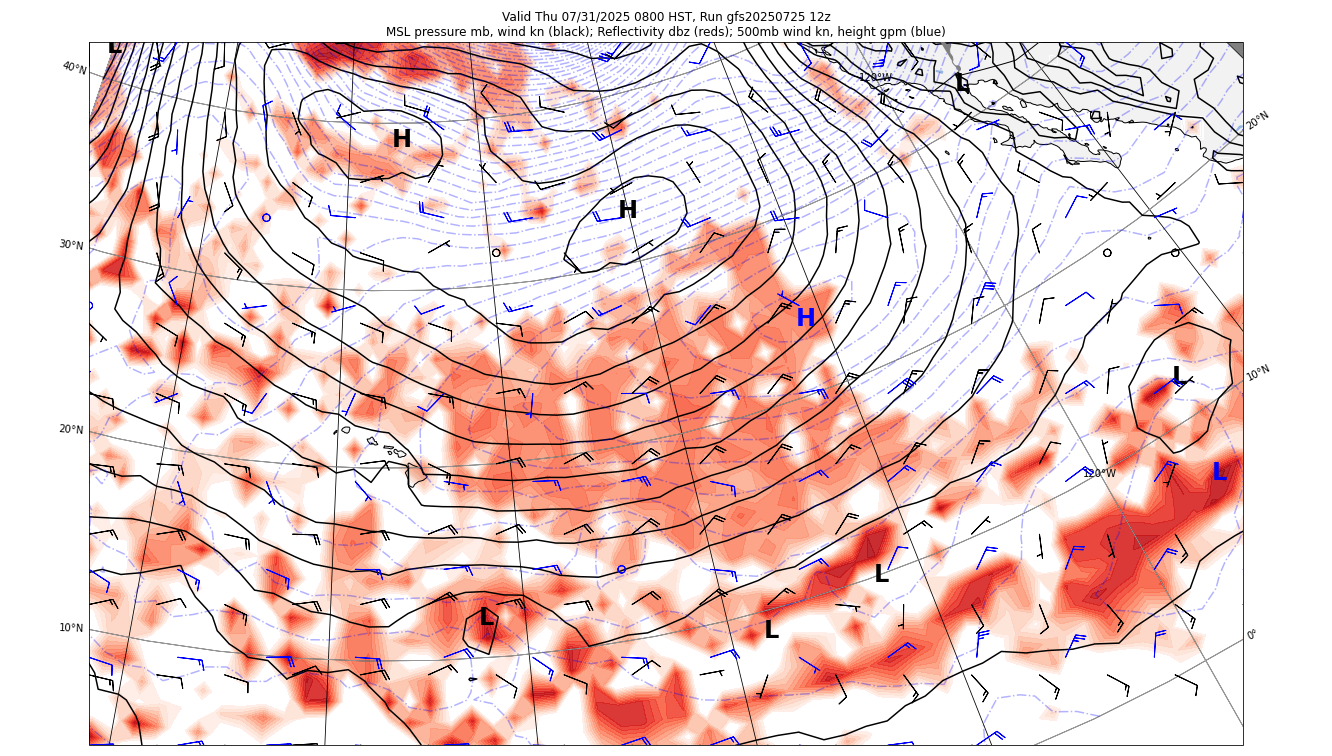 Valid Thu 07/31/2025 0800 HST, Run gfs20250725 12z
MSL pressure mb, wind kn (black); Reflectivity dbz (reds); 500mb wind kn, height gpm (blue)
L
40°N
120°W
L
20°N
H
H
30°N
H
L
10°N
20°N
120°W
L
L
10°N
L
L
0°